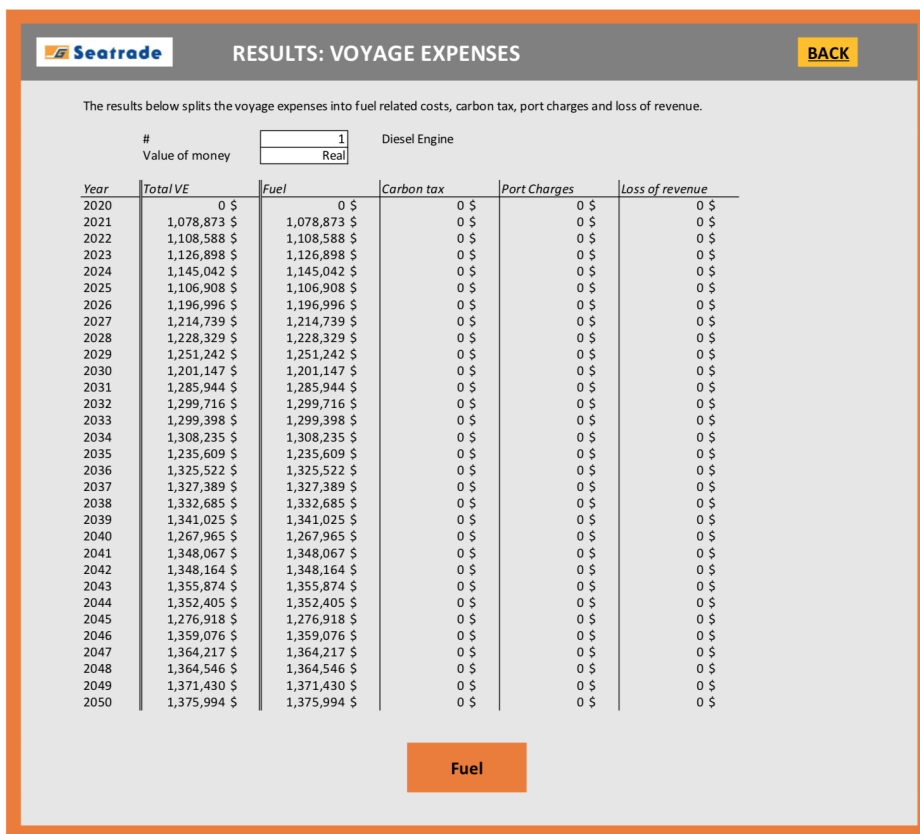 Seatrade
RESULTS: VOYAGE EXPENSES
BACK
The results below splits the voyage expenses into fuel related costs, carbon tax, port charges and loss of revenue.
# 1 Diesel Engine
Value of money Real
Year Total VE Fuel Carbon tax Port Charges Loss of revenue
2020 0 $ 0 $ 0 $ 0 $ 0 $
2021 1,078,873 $ 1,078,873 $ 0 $ 0 $ 0 $
2022 1,108,588 $ 1,108,588 $ 0 $ 0 $ 0 $
2023 1,126,898 $ 1,126,898 $ 0 $ 0 $ 0 $
2024 1,145,042 $ 1,145,042 $ 0 $ 0 $ 0 $
2025 1,106,908 $ 1,106,908 $ 0 $ 0 $ 0 $
2026 1,196,996 $ 1,196,996 $ 0 $ 0 $ 0 $
2027 1,214,739 $ 1,214,739 $ 0 $ 0 $ 0 $
2028 1,228,329 $ 1,228,329 $ 0 $ 0 $ 0 $
2029 1,251,242 $ 1,251,242 $ 0 $ 0 $ 0 $
2030 1,201,147 $ 1,201,147 $ 0 $ 0 $ 0 $
2031 1,285,944 $ 1,285,944 $ 0 $ 0 $ 0 $
2032 1,299,716 $ 1,299,716 $ 0 $ 0 $ 0 $
2033 1,299,398 $ 1,299,398 $ 0 $ 0 $ 0 $
2034 1,308,235 $ 1,308,235 $ 0 $ 0 $ 0 $
2035 1,235,609 $ 1,235,609 $ 0 $ 0 $ 0 $
2036 1,325,522 $ 1,325,522 $ 0 $ 0 $ 0 $
2037 1,327,389 $ 1,327,389 $ 0 $ 0 $ 0 $
2038 1,332,685 $ 1,332,685 $ 0 $ 0 $ 0 $
2039 1,341,025 $ 1,341,025 $ 0 $ 0 $ 0 $
2040 1,267,965 $ 1,267,965 $ 0 $ 0 $ 0 $
2041 1,348,067 $ 1,348,067 $ 0 $ 0 $ 0 $
2042 1,348,164 $ 1,348,164 $ 0 $ 0 $ 0 $
2043 1,355,874 $ 1,355,874 $ 0 $ 0 $ 0 $
2044 1,352,405 $ 1,352,405 $ 0 $ 0 $ 0 $
2045 1,276,918 $ 1,276,918 $ 0 $ 0 $ 0 $
2046 1,359,076 $ 1,359,076 $ 0 $ 0 $ 0 $
2047 1,364,217 $ 1,364,217 $ 0 $ 0 $ 0 $
2048 1,364,546 $ 1,364,546 $ 0 $ 0 $ 0 $
2049 1,371,430 $ 1,371,430 $ 0 $ 0 $ 0 $
2050 1,375,994 $ 1,375,994 $ 0 $ 0 $ 0 $
Fuel